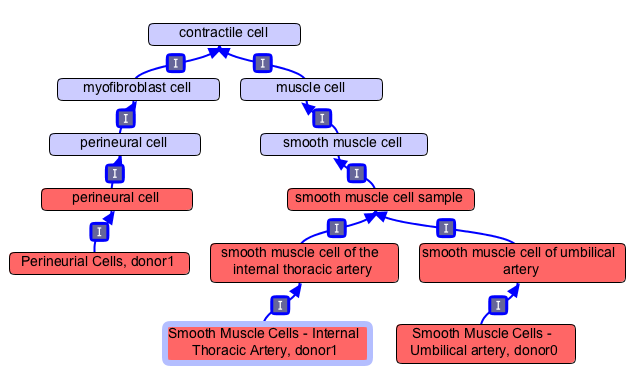 contractile cell
I
I
myofibroblast cell
muscle cell
I
I
perineural cell
smooth muscle cell
I
I
perineural cell
smooth muscle cell sample
I
I
I
Perineurial Cells, donor1
smooth muscle cell of the
internal thoracic artery
smooth muscle cell of umbilical
artery
I
I
Smooth Muscle Cells - Internal
Thoracic Artery, donor1
Smooth Muscle Cells -
Umbilical artery, donor0